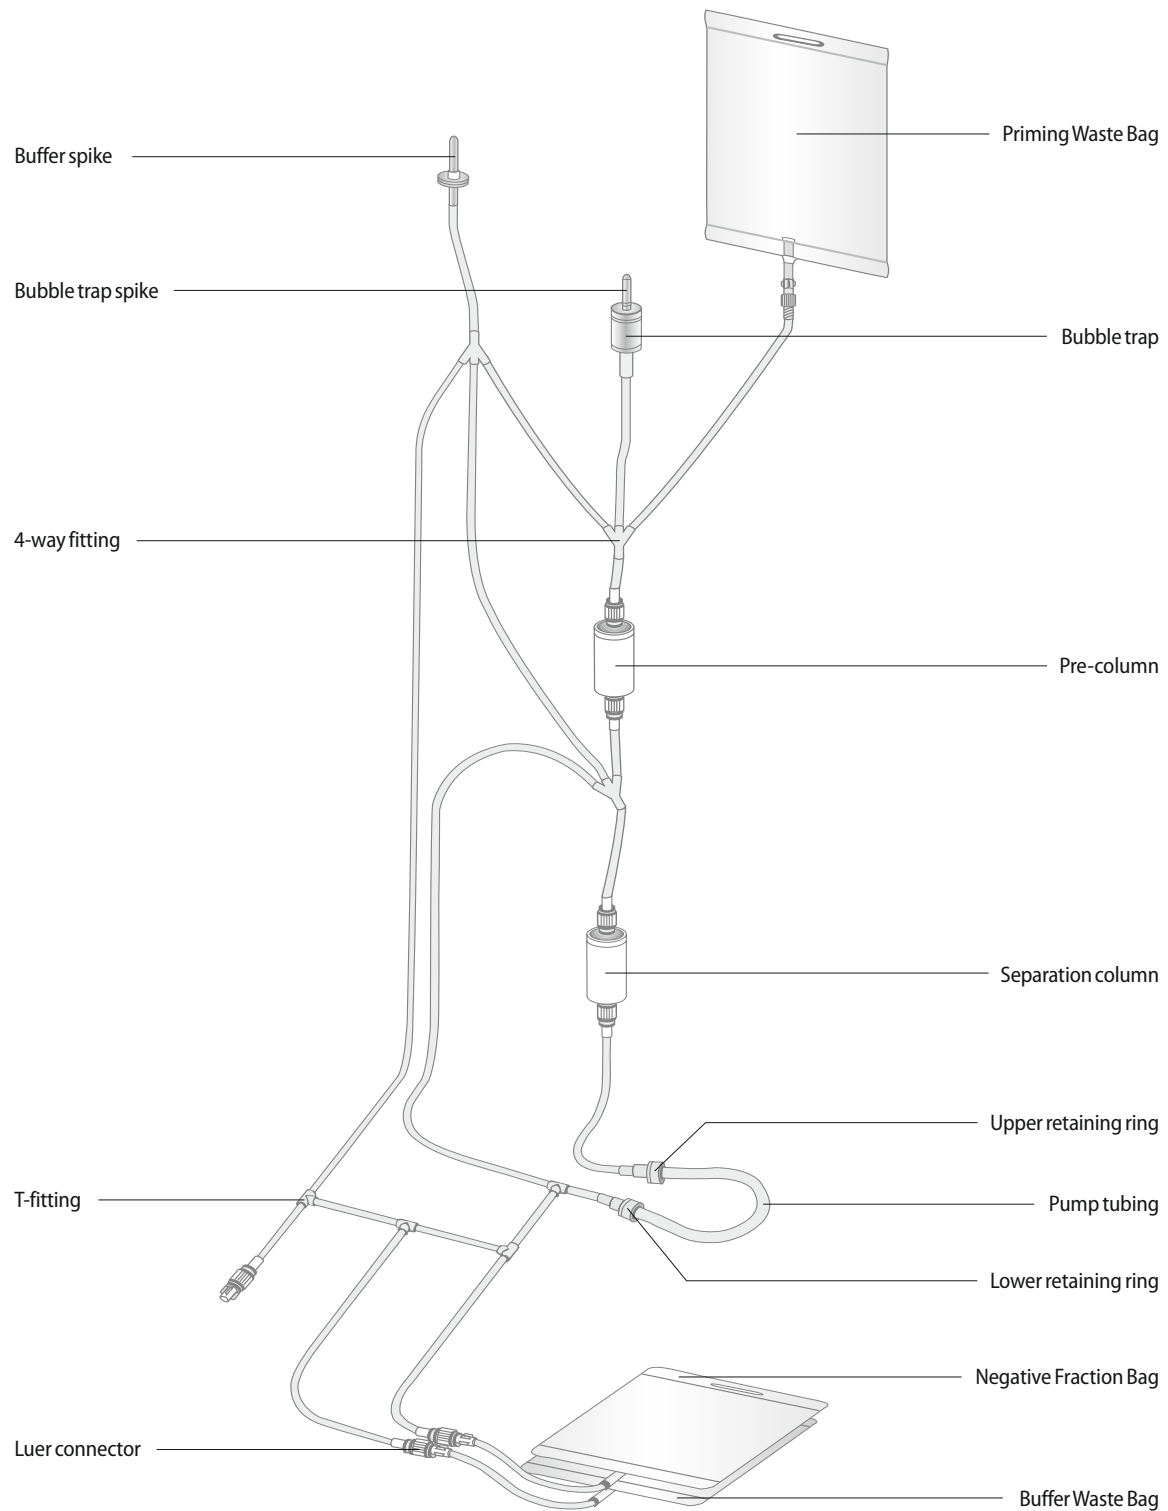 Priming Waste Bag
Buffer spike
Bubble trap spike
Bubble trap
4-way fitting
Pre-column
Separation column
Upper retaining ring
T-fitting
Pump tubing
Lower retaining ring
Negative Fraction Bag
Luer connector
Buffer Waste Bag